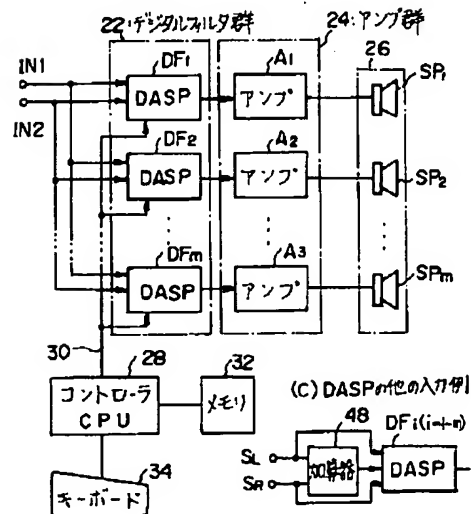 22:デジタルフィルタ群
24:アンプ群
IN1
IN2
DF1
DASP
A1
アンプ
26
SP1
DF2
DASP
A2
アンプ
SP2
DFm
DASP
A3
アンプ
SPm
30
28
コントローラ
CPU
32
メモリ
34
キーボード
(C) DASPの他の入力例
48
DFi(i=1~n)
SL
SR
加算器
DASP